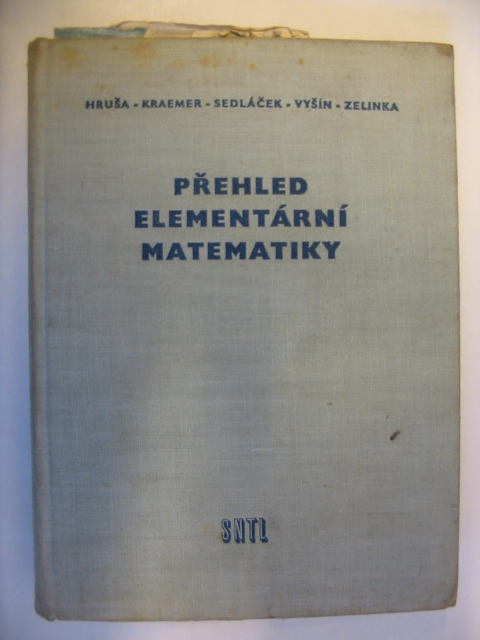 HRUŠA - KRAEMER - SEDLÁČEK - VYŠÍN - ZELINKA
PŘEHLED
ELEMENTÁRNÍ
MATEMATIKY
SNTL